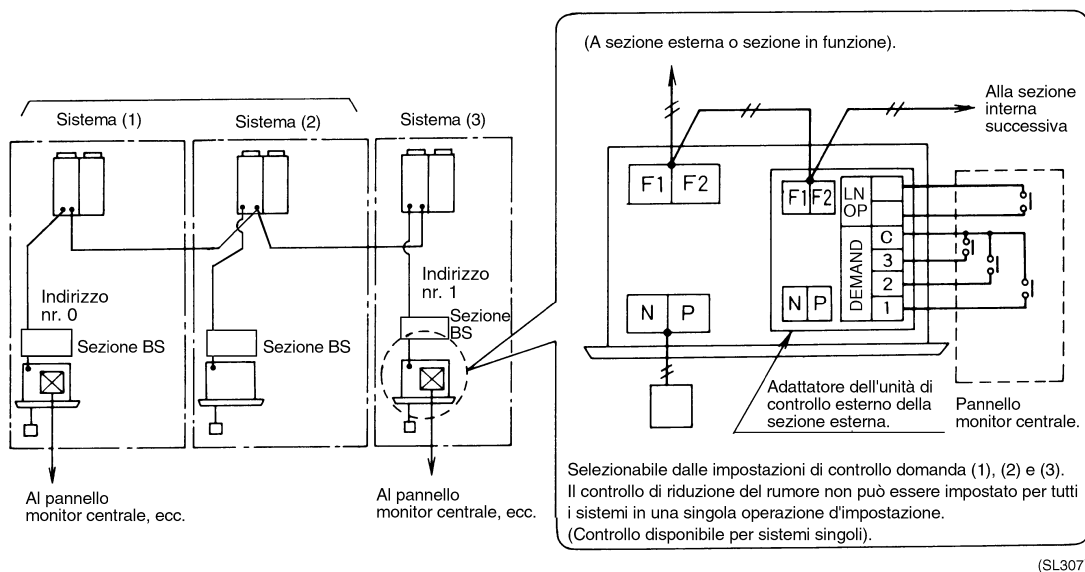 Sistema (1)
Sistema (2)
Sistema (3)
Indirizzo
nr. 0
Sezione BS
Sezione BS
Indirizzo
nr. 1
Sezione
BS
Al pannello
monitor centrale, ecc.
Al pannello
monitor centrale, ecc.
(A sezione esterna o sezione in funzione).
Alla sezione
interna
successiva
F1 F2
N P
F1 F2
N P
LN
OP
DEMAND
C
3
2
1
Adattatore dell'unità di
controllo esterno della
sezione esterna.
Pannello
monitor centrale.
Selezionabile dalle impostazioni di controllo domanda (1), (2) e (3).
Il controllo di riduzione del rumore non può essere impostato per tutti
i sistemi in una singola operazione d'impostazione.
(Controllo disponibile per sistemi singoli).
(SL307